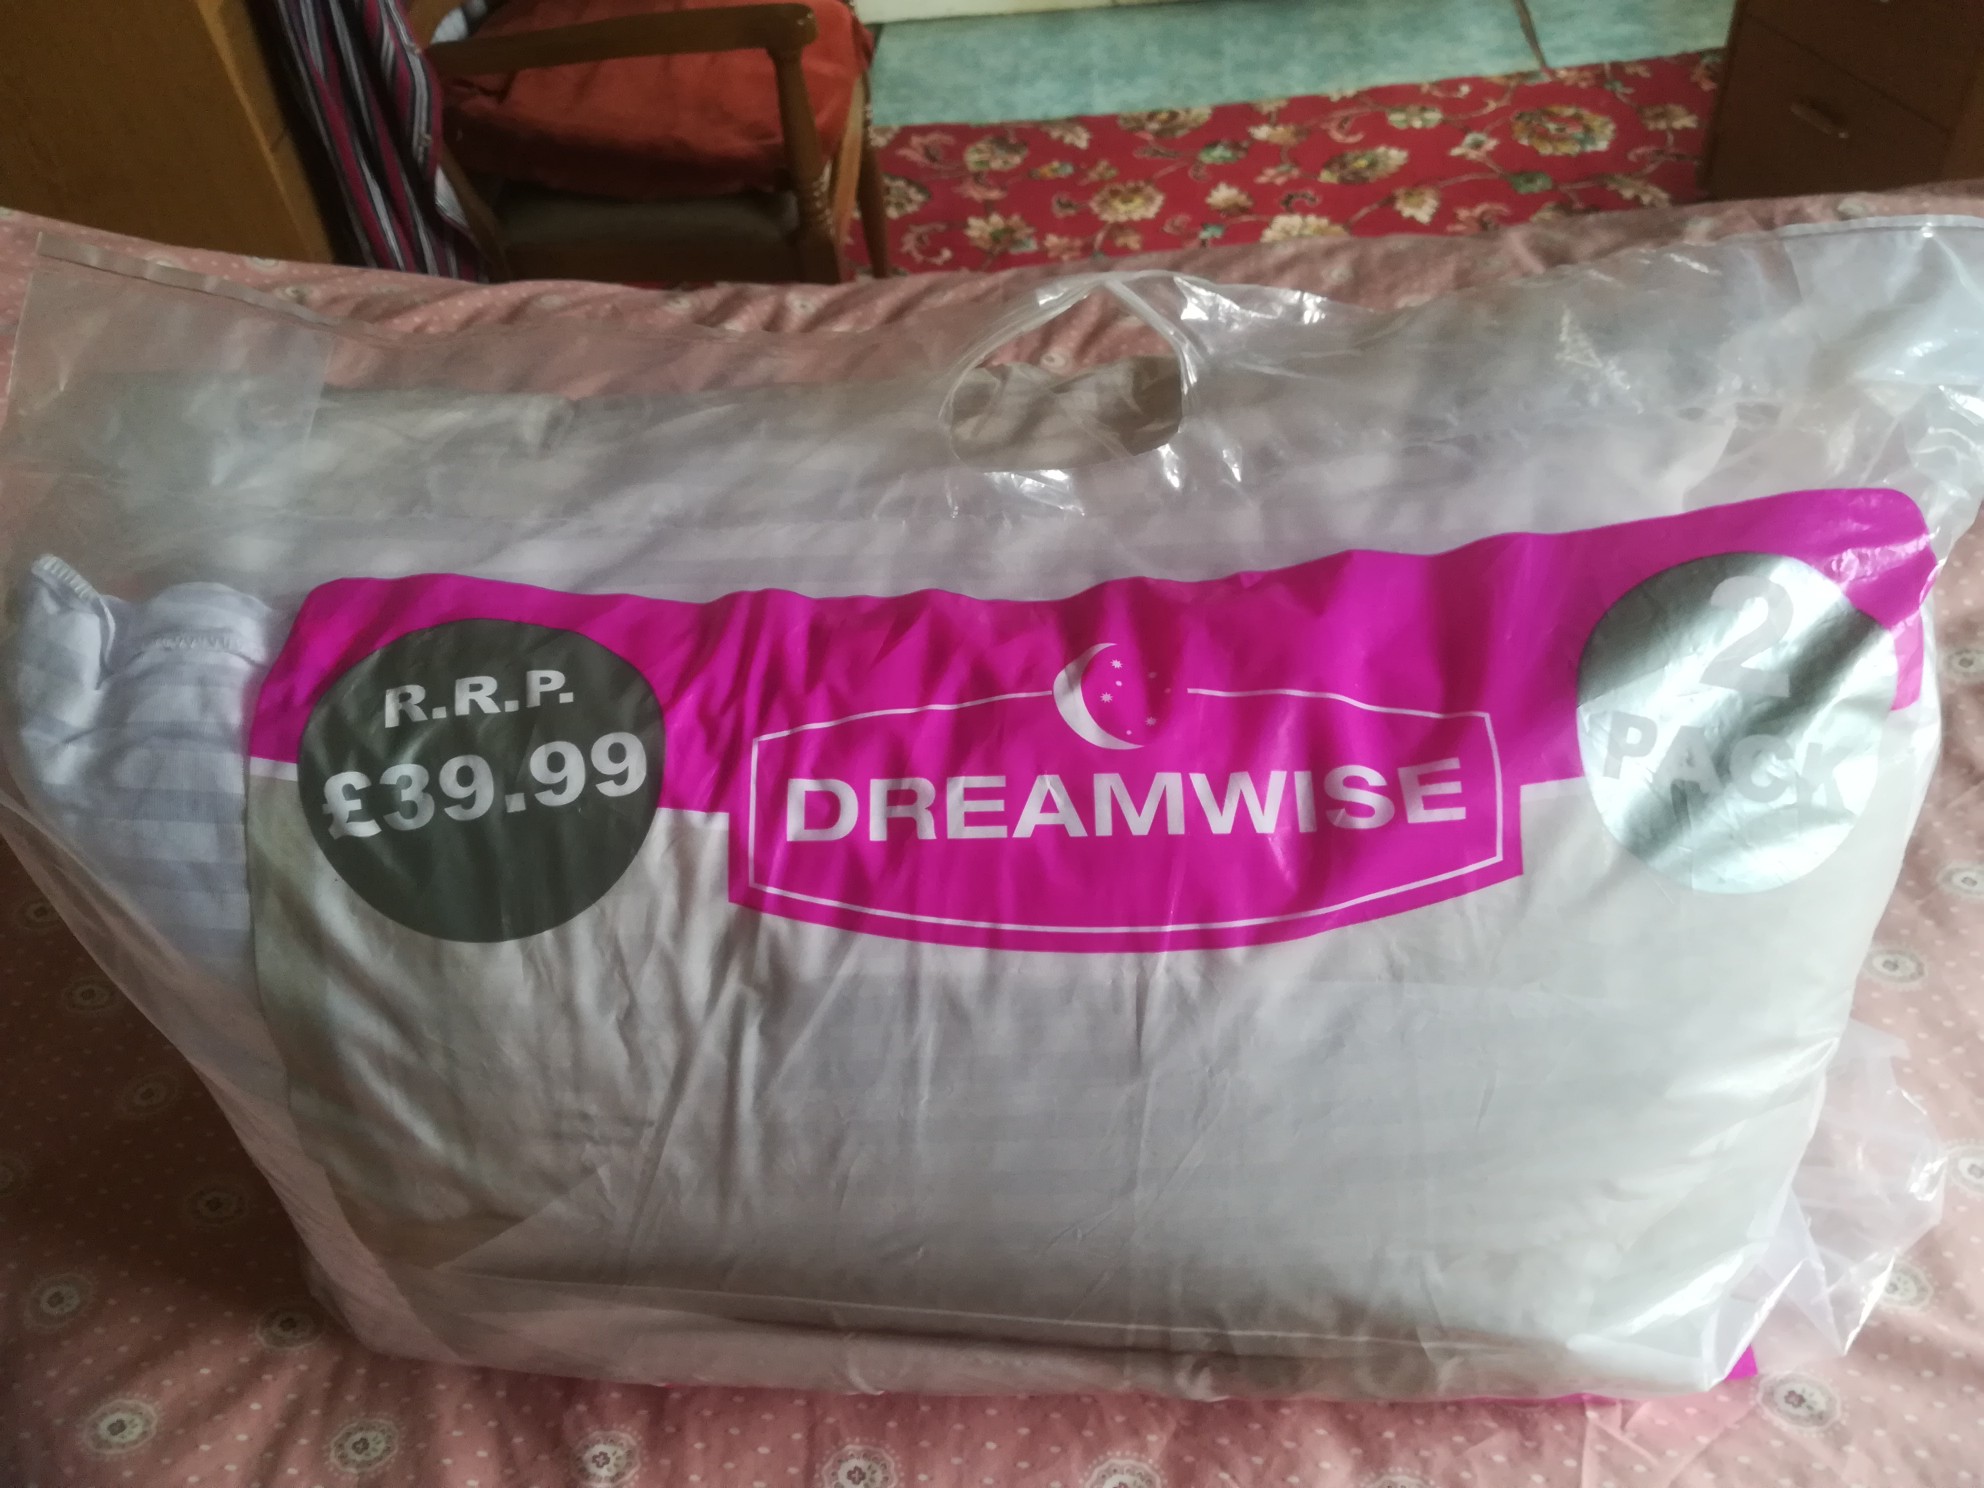 R.R.P.
£39.99
DREAMWISE
2
PACK